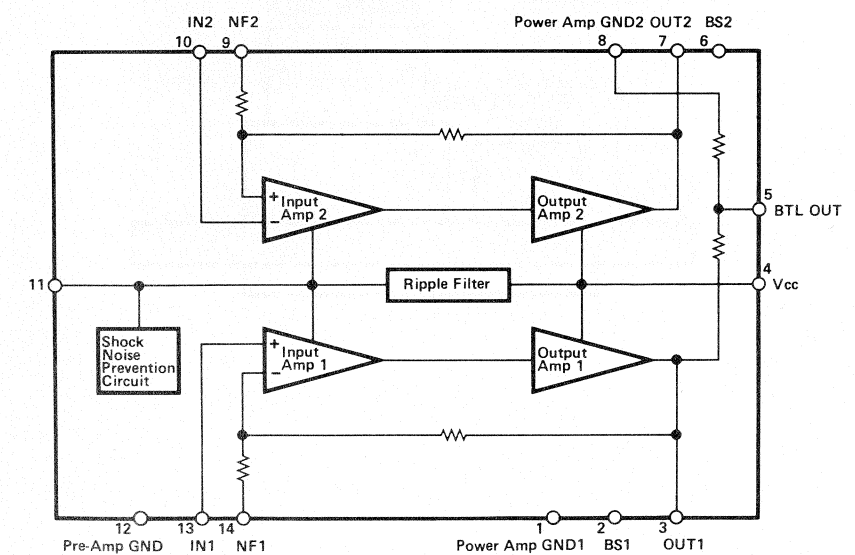 IN2 NF2 Power Amp GND2 OUT2 BS2
10 9 8 7 6
+
Input
Amp 2
−
Output
Amp 2
5
BTL OUT
11
Ripple Filter
4
Vcc
Shock
Noise
Prevention
Circuit
+
Input
Amp 1
−
Output
Amp 1
12 13 14 1 2 3
Pre-Amp GND IN1 NF1 Power Amp GND1 BS1 OUT1